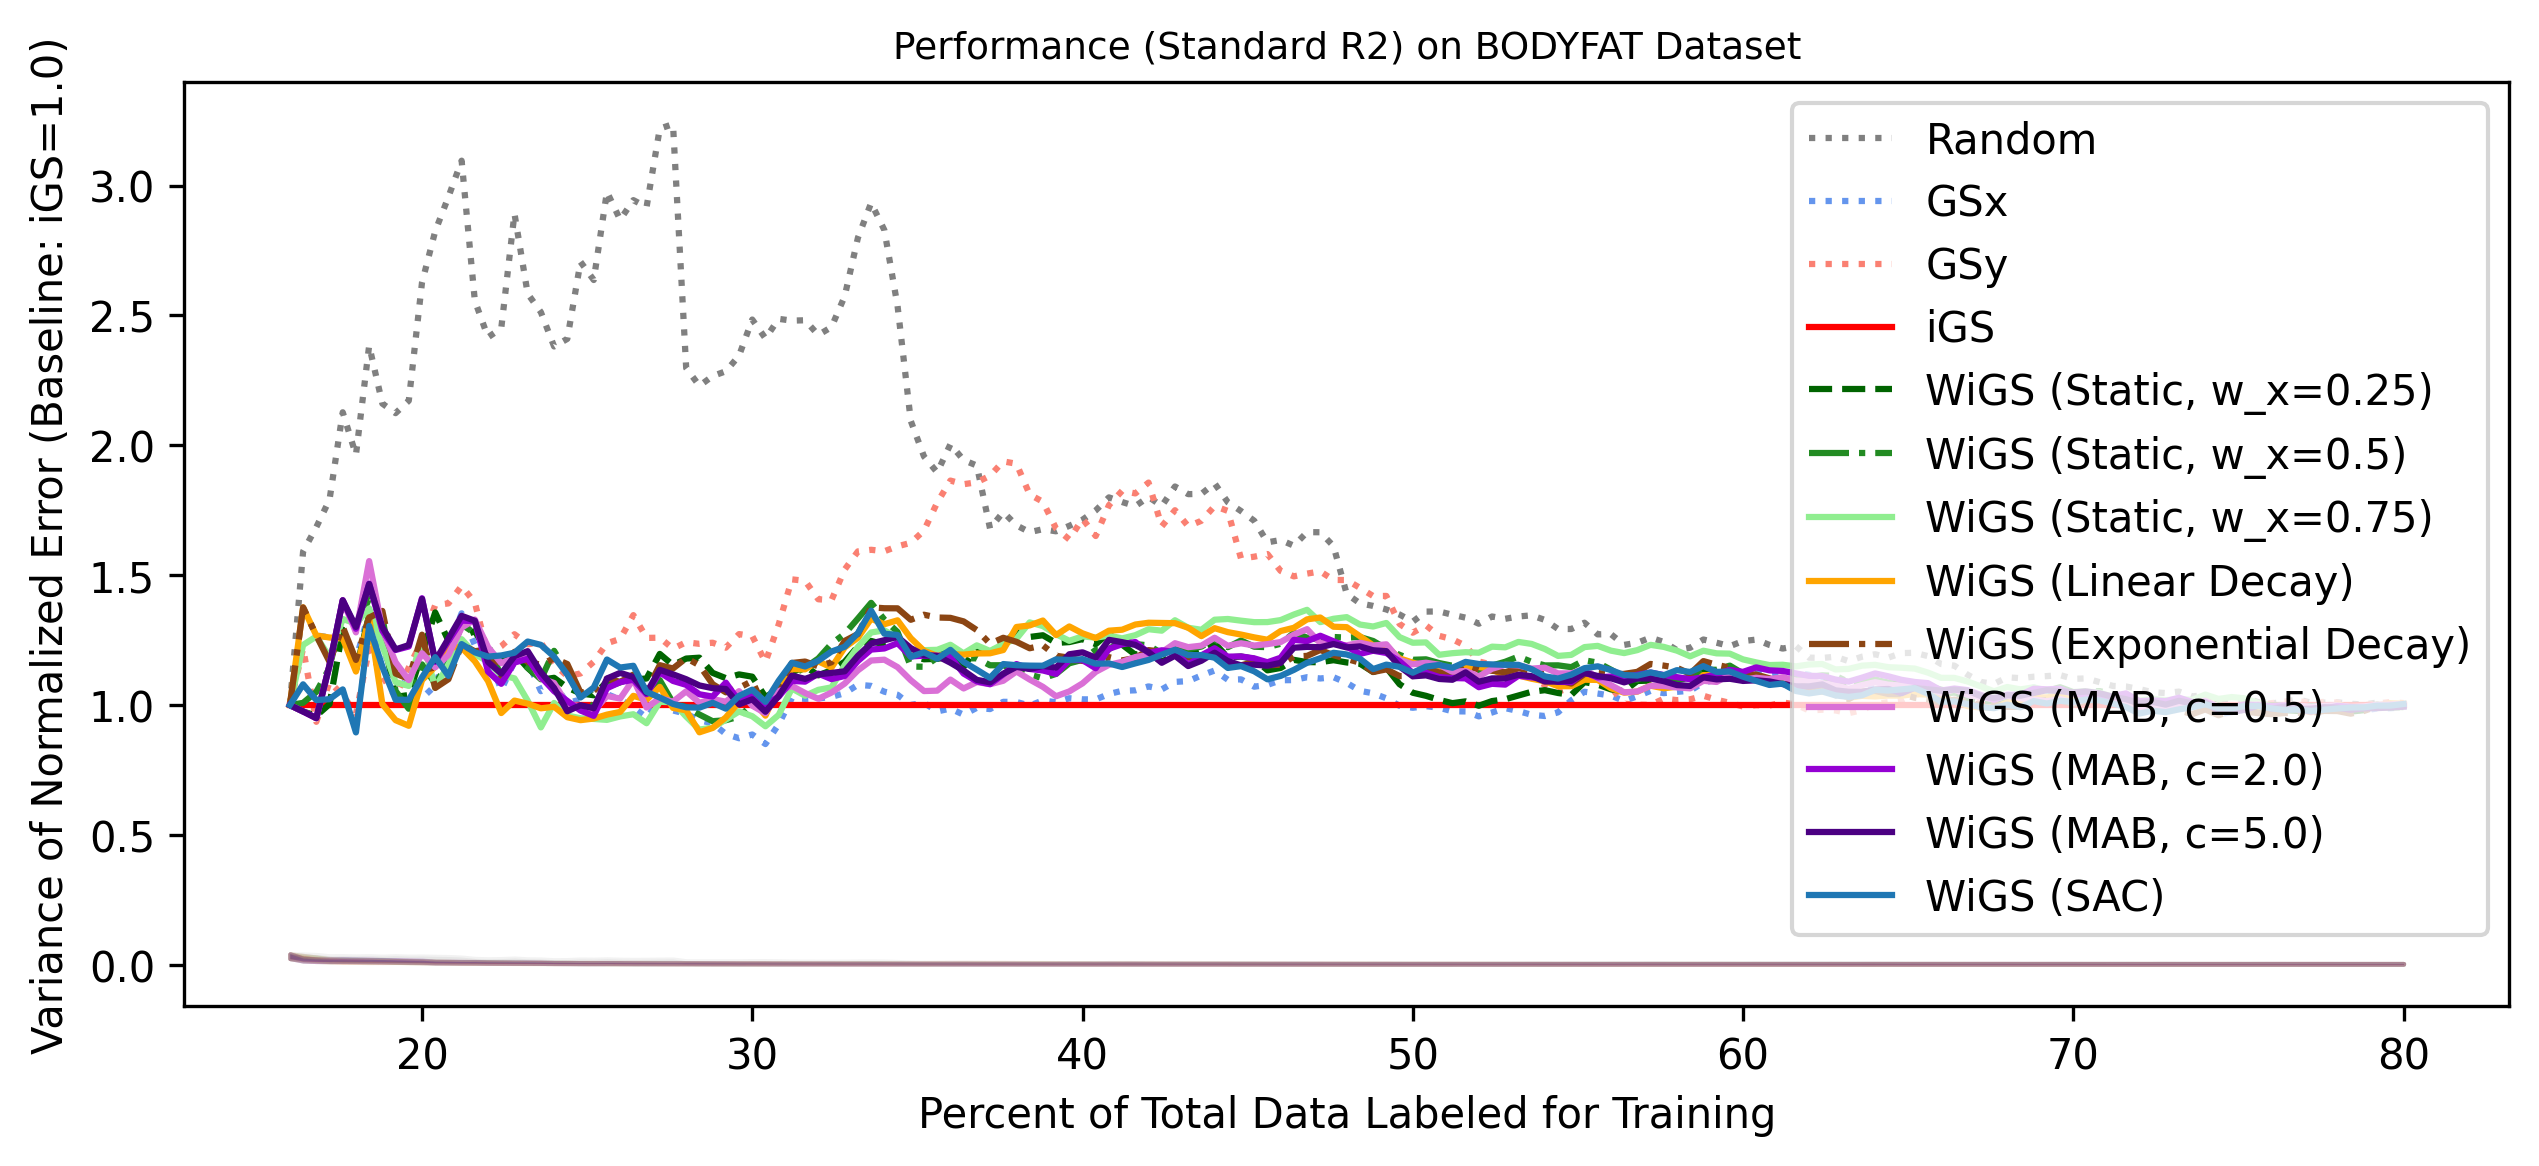 Performance (Standard R2) on BODYFAT Dataset
Variance of Normalized Error (Baseline: iGS=1.0)
3.0
2.5
2.0
1.5
1.0
0.5
0.0
20 30 40 50 60 70 80
Percent of Total Data Labeled for Training
Random
GSx
GSy
iGS
WiGS (Static, w_x=0.25)
WiGS (Static, w_x=0.5)
WiGS (Static, w_x=0.75)
WiGS (Linear Decay)
WiGS (Exponential Decay)
WiGS (MAB, c=0.5)
WiGS (MAB, c=2.0)
WiGS (MAB, c=5.0)
WiGS (SAC)